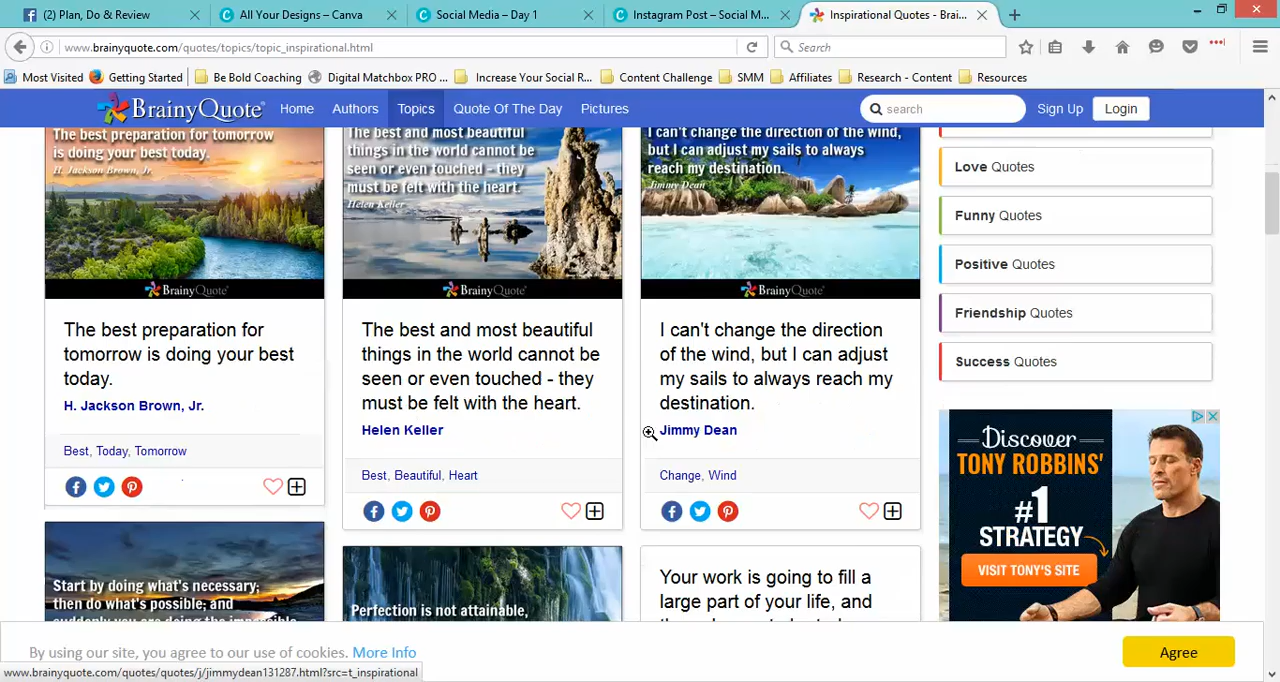 (2) Plan, Do & Review
All Your Designs – Canva
Social Media – Day 1
Instagram Post – Social M...
Inspirational Quotes - Brai...
www.brainyquote.com/quotes/topics/topic_inspirational.html
Search
Most Visited
Getting Started
Be Bold Coaching
Digital Matchbox PRO ...
Increase Your Social R...
Content Challenge
SMM
Affiliates
Research - Content
Resources
BrainyQuote
Home
Authors
Topics
Quote Of The Day
Pictures
search
Sign Up
Login
The best preparation for tomorrow
is doing your best today.
H. Jackson Brown, Jr.
BrainyQuote
The best and most beautiful
things in the world cannot be
seen or even touched - they
must be felt with the heart.
Helen Keller
BrainyQuote
I can't change the direction of the wind,
but I can adjust my sails to always
reach my destination.
Jimmy Dean
BrainyQuote
The best preparation for
tomorrow is doing your best
today.
H. Jackson Brown, Jr.
Best, Today, Tomorrow
The best and most beautiful
things in the world cannot be
seen or even touched - they
must be felt with the heart.
Helen Keller
Best, Beautiful, Heart
I can't change the direction
of the wind, but I can adjust
my sails to always reach my
destination.
Jimmy Dean
Change, Wind
Start by doing what's necessary;
then do what's possible; and
suddenly you are doing the impossible
Perfection is not attainable,
Your work is going to fill a
large part of your life, and
Love Quotes
Funny Quotes
Positive Quotes
Friendship Quotes
Success Quotes
Discover
TONY ROBBINS'
#1
STRATEGY
VISIT TONY'S SITE
By using our site, you agree to our use of cookies. More Info
Agree
www.brainyquote.com/quotes/quotes/j/jimmydean131287.html?src=t_inspirational